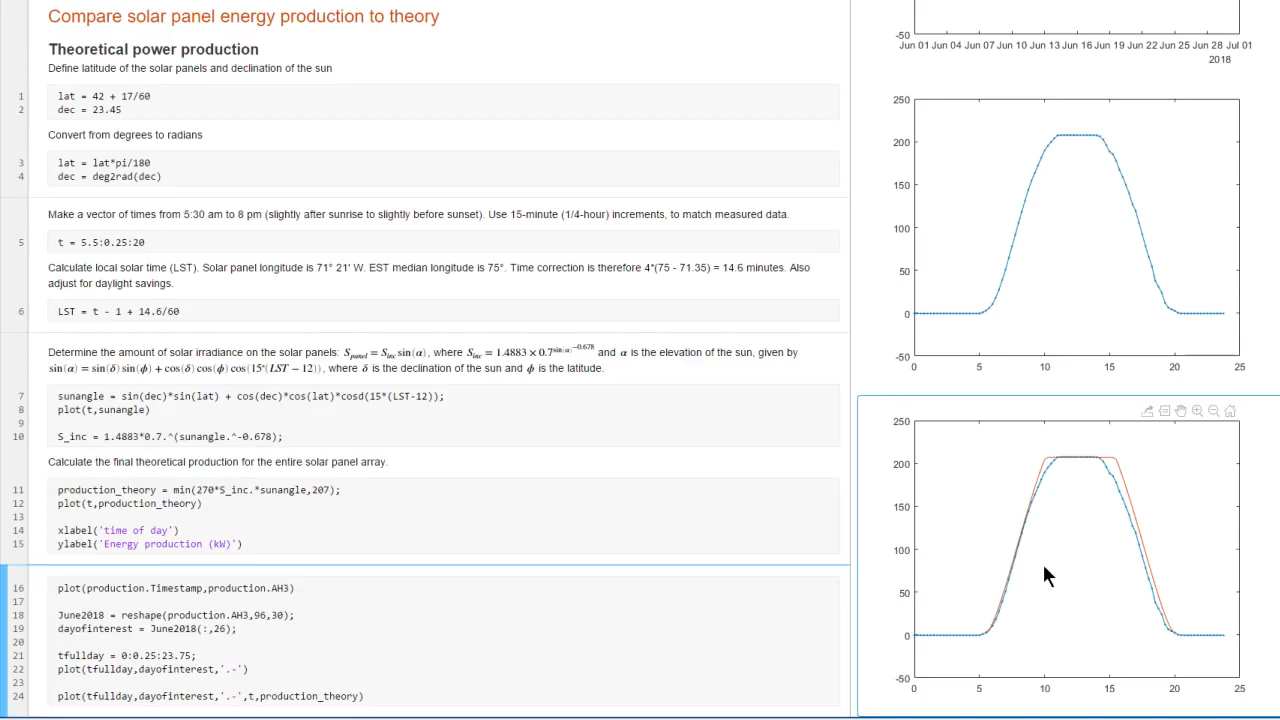 Compare solar panel energy production to theory
Theoretical power production
Define latitude of the solar panels and declination of the sun
1 lat = 42 + 17/60
2 dec = 23.45
Convert from degrees to radians
3 lat = lat*pi/180
4 dec = deg2rad(dec)
Make a vector of times from 5:30 am to 8 pm (slightly after sunrise to slightly before sunset). Use 15-minute (1/4-hour) increments, to match measured data.
5 t = 5.5:0.25:20
Calculate local solar time (LST). Solar panel longitude is 71° 21' W. EST median longitude is 75°. Time correction is therefore 4*(75 - 71.35) = 14.6 minutes. Also
adjust for daylight savings.
6 LST = t - 1 + 14.6/60
Determine the amount of solar irradiance on the solar panels: S_panel = S_inc sin(α), where S_inc = 1.4883 × 0.7^sin(α)^−0.678 and α is the elevation of the sun, given by
sin(α) = sin(δ) sin(ϕ) + cos(δ) cos(ϕ) cos(15°(LST − 12)), where δ is the declination of the sun and ϕ is the latitude.
7 sunangle = sin(dec)*sin(lat) + cos(dec)*cos(lat)*cosd(15*(LST-12));
8 plot(t,sunangle)
9
10 S_inc = 1.4883*0.7.^(sunangle.^-0.678);
Calculate the final theoretical production for the entire solar panel array.
11 production_theory = min(270*S_inc.*sunangle,207);
12 plot(t,production_theory)
13
14 xlabel('time of day')
15 ylabel('Energy production (kW)')
16 plot(production.Timestamp,production.AH3)
17
18 June2018 = reshape(production.AH3,96,30);
19 dayofinterest = June2018(:,26);
20
21 tfullday = 0:0.25:23.75;
22 plot(tfullday,dayofinterest,'.-')
23
24 plot(tfullday,dayofinterest,'.-',t,production_theory)
-50
Jun 01 Jun 04 Jun 07 Jun 10 Jun 13 Jun 16 Jun 19 Jun 22 Jun 25 Jun 28 Jul 01
2018
250
200
150
100
50
0
-50
0 5 10 15 20 25
250
200
150
100
50
0
-50
0 5 10 15 20 25